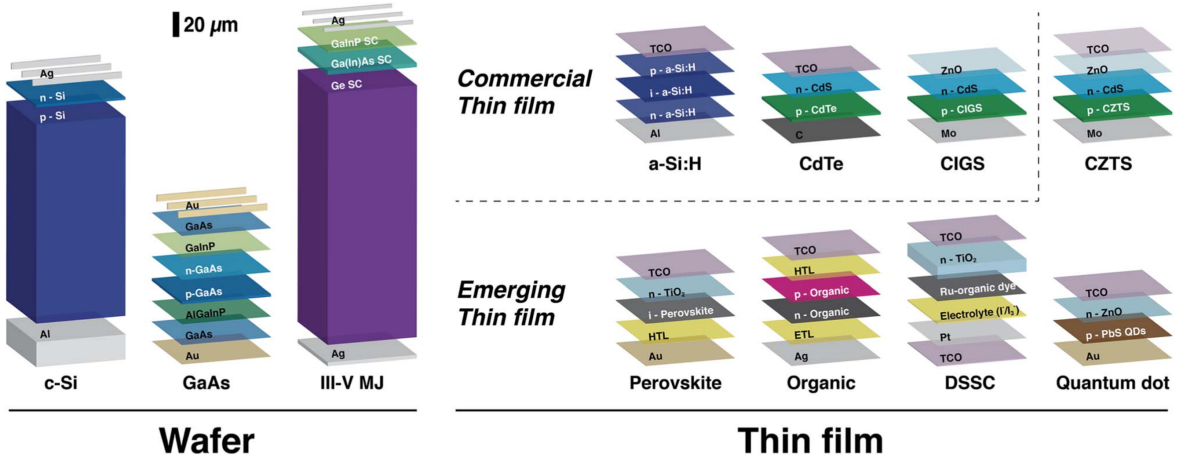 20 µm
Ag
n - Si
p - Si
Al
c-Si
Au
GaAs
GaInP
n-GaAs
p-GaAs
AlGaInP
GaAs
Au
GaAs
Ag
GaInP SC
Ga(In)As SC
Ge SC
Ag
III-V MJ
Wafer
Commercial
Thin film
TCO
p - a-Si:H
i - a-Si:H
n - a-Si:H
Al
a-Si:H
TCO
n - CdS
p - CdTe
C
CdTe
ZnO
n - CdS
p - CIGS
Mo
CIGS
TCO
ZnO
n - CdS
p - CZTS
Mo
CZTS
Emerging
Thin film
TCO
n - TiO₂
i - Perovskite
HTL
Au
Perovskite
TCO
HTL
p - Organic
n - Organic
ETL
Ag
Organic
TCO
n - TiO₂
Ru-organic dye
Electrolyte (I⁻/I₃⁻)
Pt
TCO
DSSC
TCO
n - ZnO
p - PbS QDs
Au
Quantum dot
Thin film